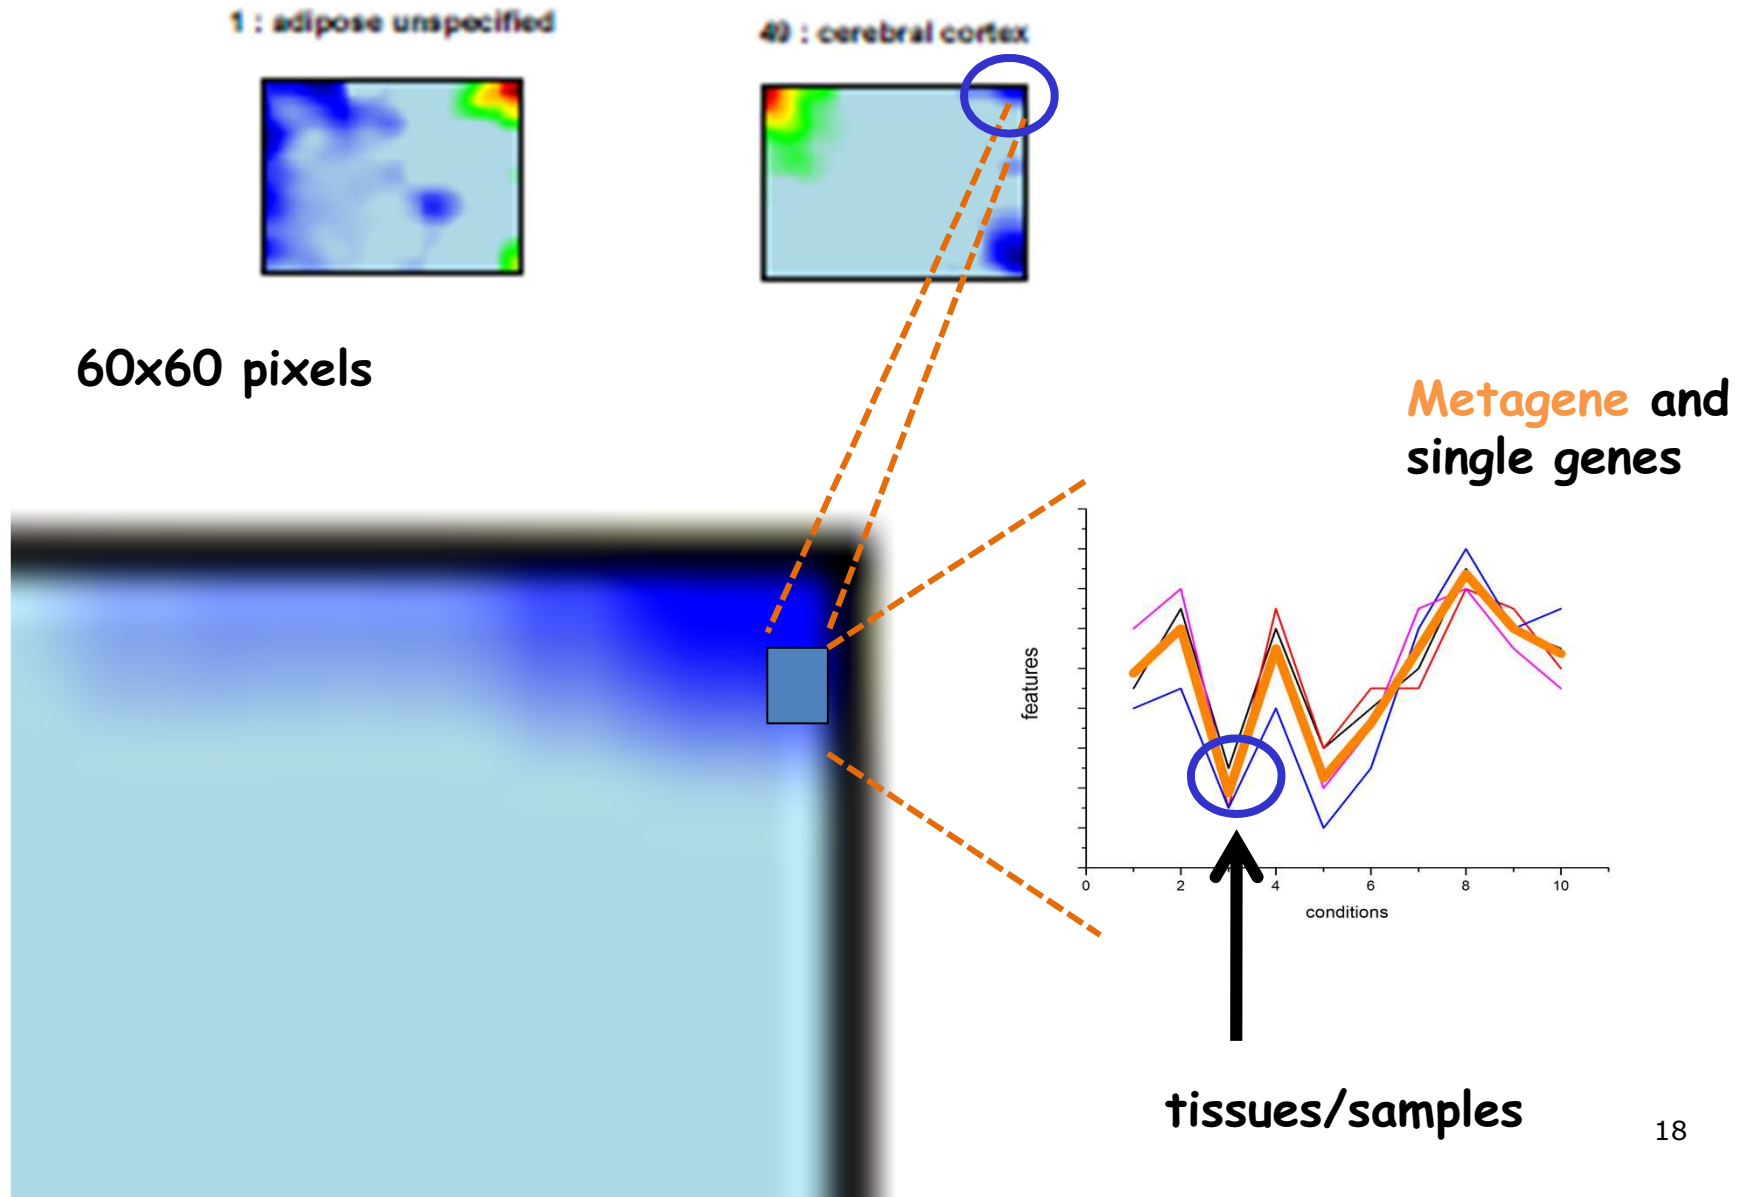 1 : adipose unspecified
49 : cerebral cortex
60x60 pixels
Metagene and
single genes
features
0 2 4 6 8 10
conditions
tissues/samples
18